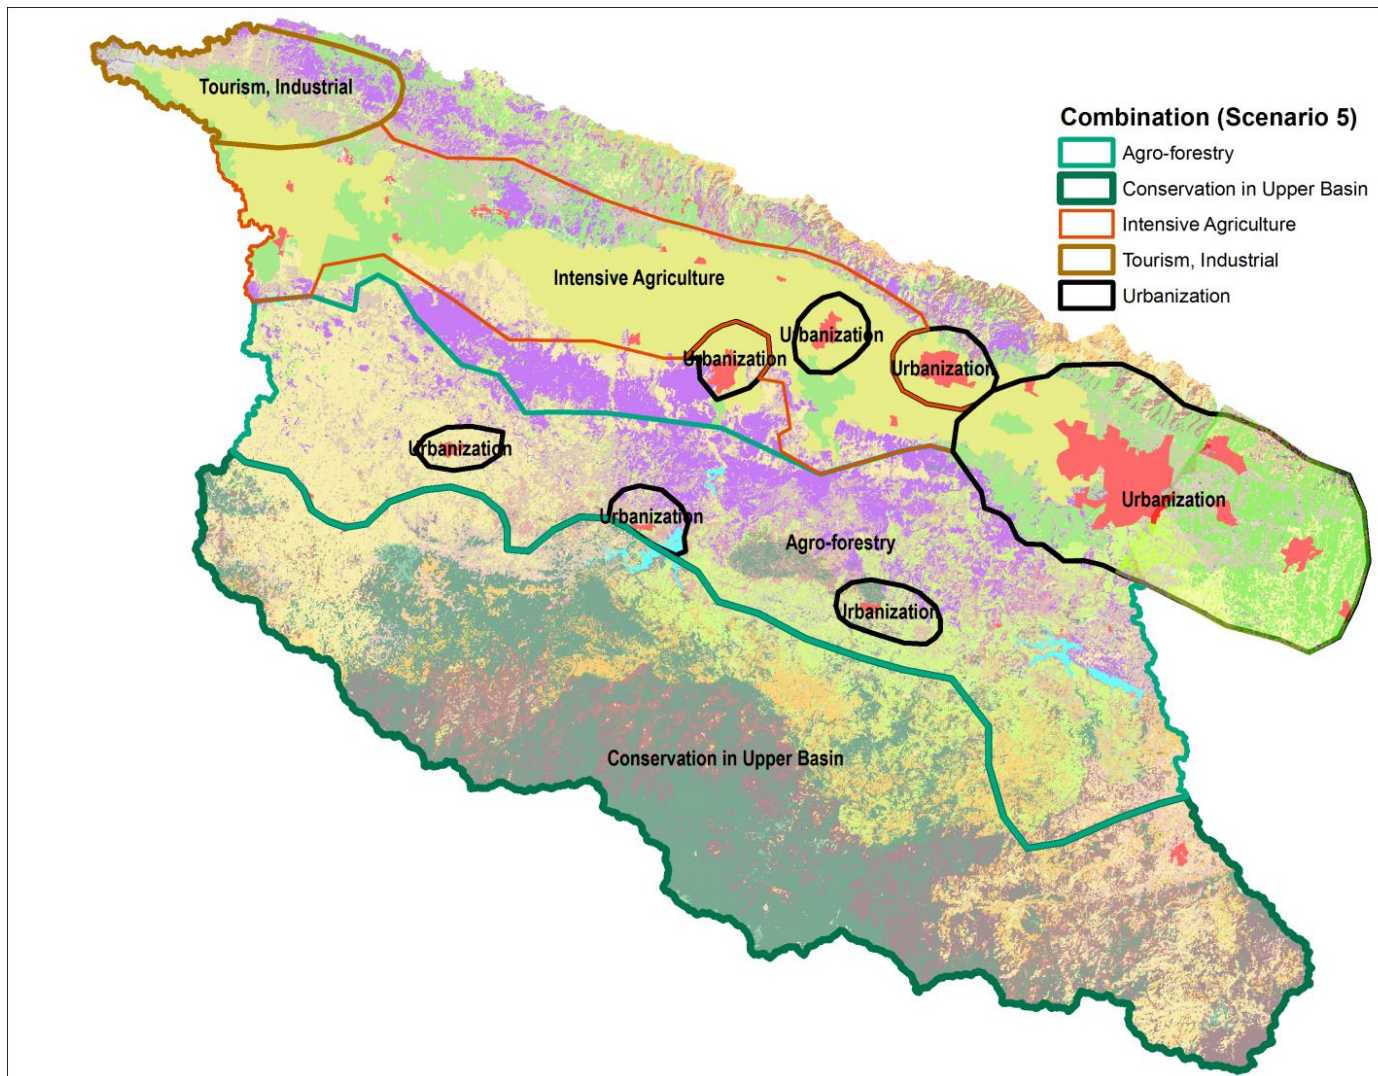 Tourism, Industrial
Combination (Scenario 5)
Agro-forestry
Conservation in Upper Basin
Intensive Agriculture
Tourism, Industrial
Urbanization
Intensive Agriculture
Urbanization
Urbanization
Urbanization
Urbanization
Urbanization
Urbanization
Agro-forestry
Urbanization
Conservation in Upper Basin